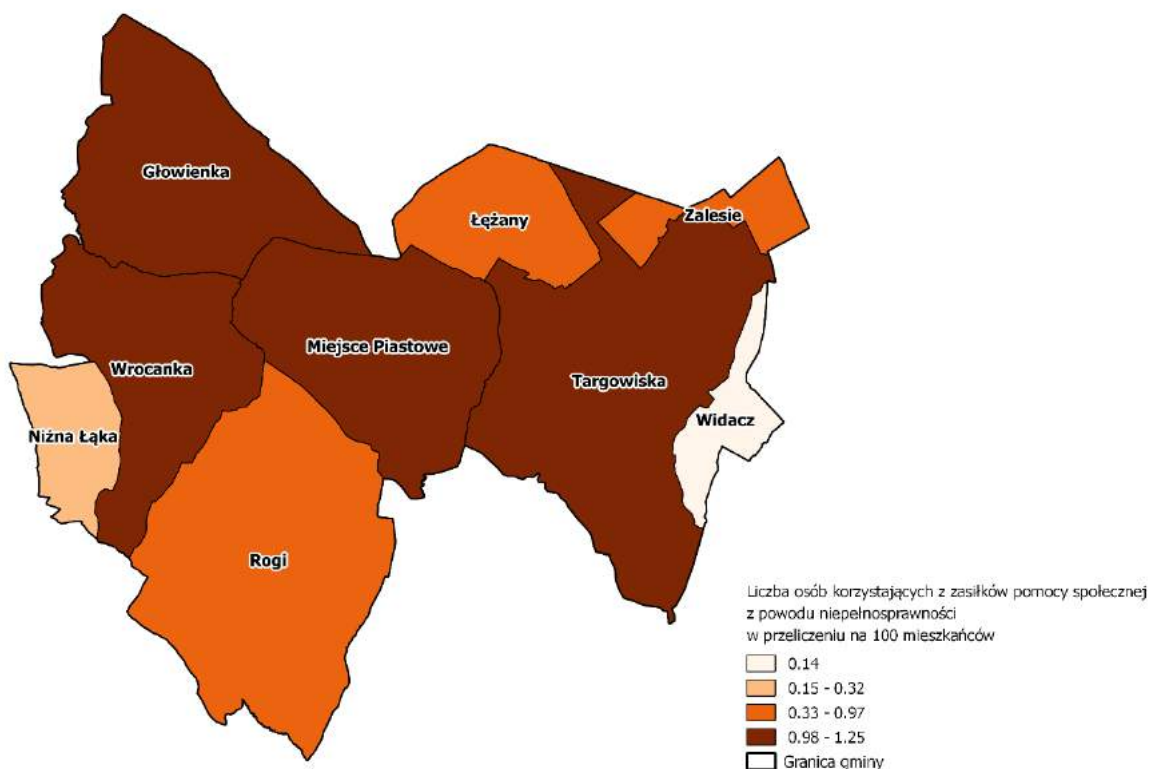 Głowienka
Łężany
Zalesie
Miejsce Piastowe
Wrocanka
Targowiska
Widacz
Niżna Łąka
Rogi
Liczba osób korzystających z zasiłków pomocy społecznej
z powodu niepełnosprawności
w przeliczeniu na 100 mieszkańców
0.14
0.15 - 0.32
0.33 - 0.97
0.98 - 1.25
Granica gminy